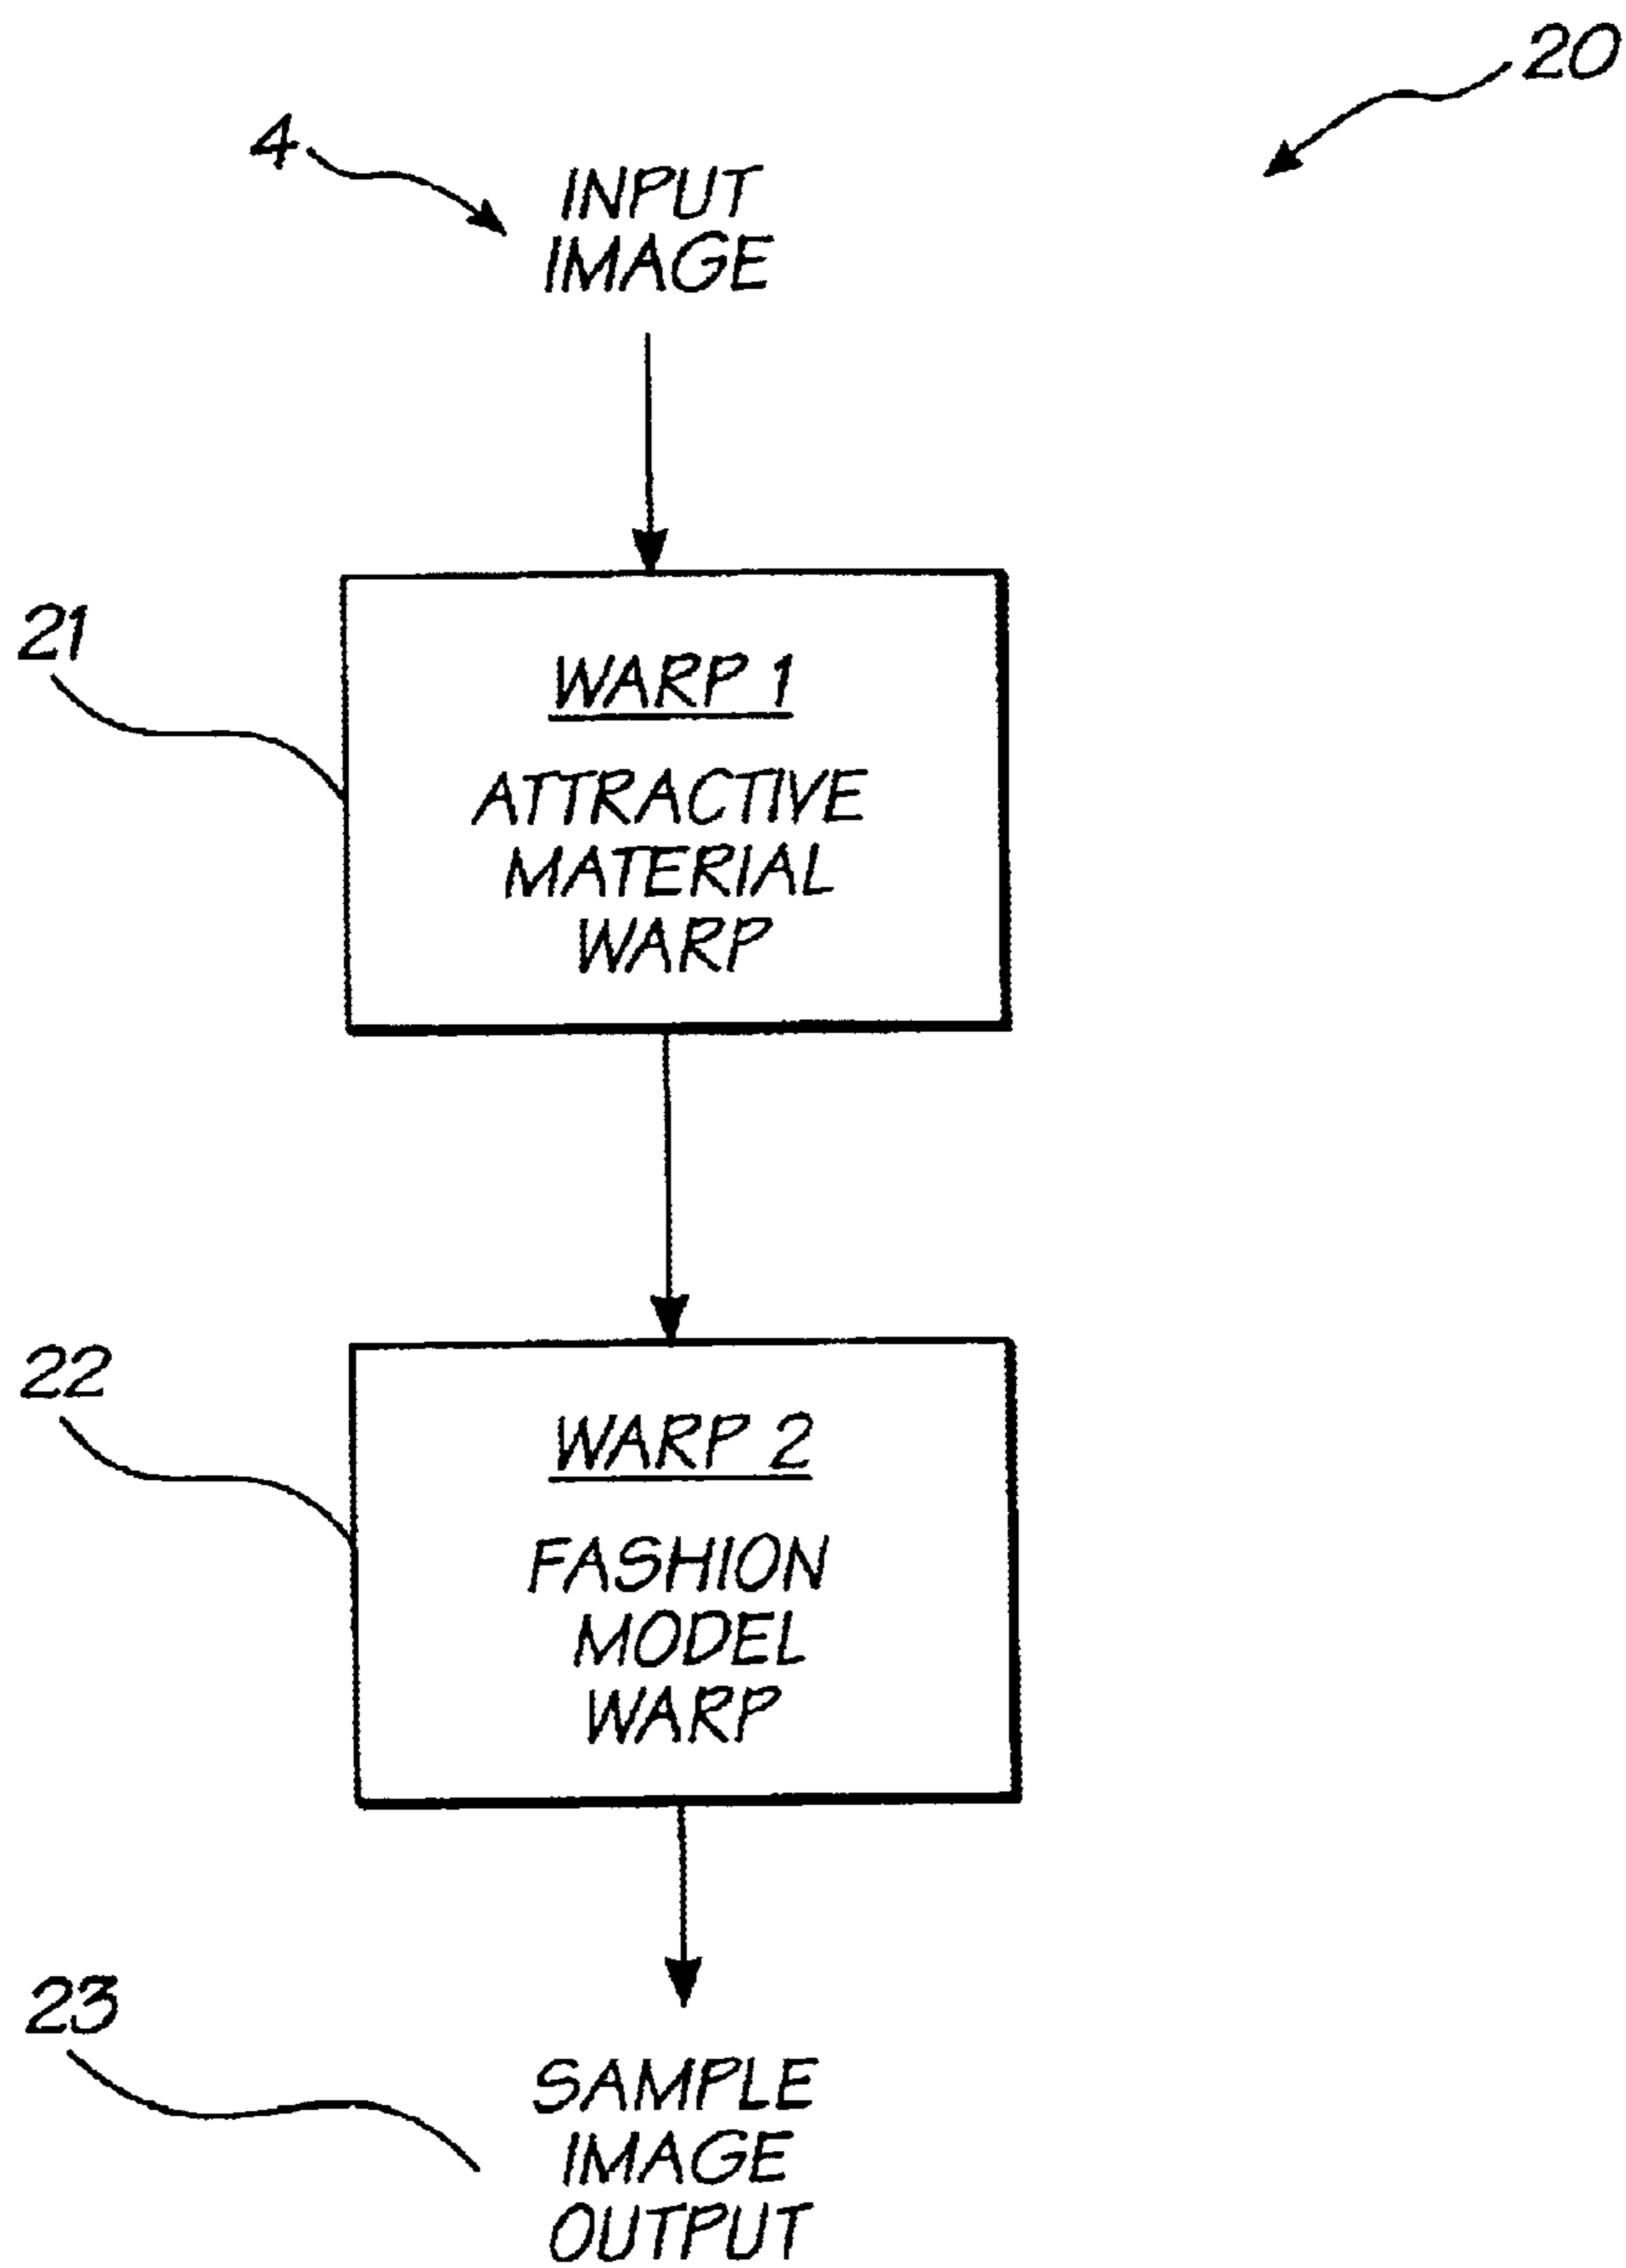 20
4
INPUT
IMAGE
21
WARP 1
ATTRACTIVE
MATERIAL
WARP
22
WARP 2
FASHION
MODEL
WARP
23
SAMPLE
IMAGE
OUTPUT